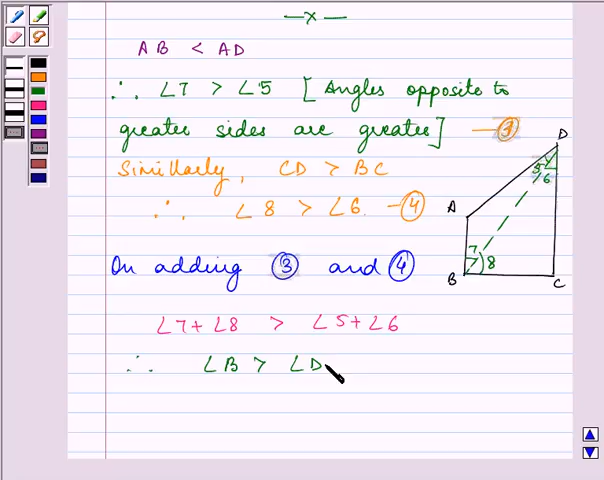 —x—
AB < AD
∴ ∠7 > ∠5 [Angles opposite to
greater sides are greater] —③
Similarly, CD > BC
∴ ∠8 > ∠6. —④
On adding ③ and ④
∠7+∠8 > ∠5+∠6
∴ ∠B > ∠D
D
5
6
A
7
8
B
C